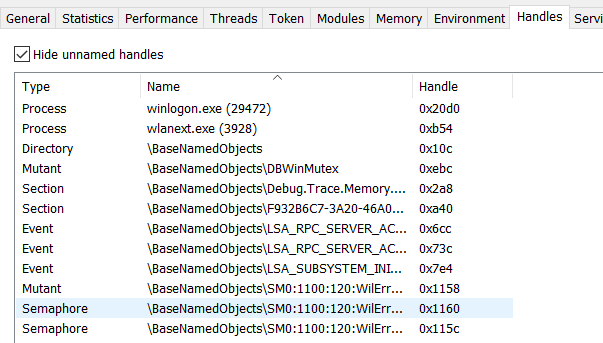 General Statistics Performance Threads Token Modules Memory Environment Handles Servi
Hide unnamed handles
Type Name Handle
Process winlogon.exe (29472) 0x20d0
Process wlanext.exe (3928) 0xb54
Directory \BaseNamedObjects 0x10c
Mutant \BaseNamedObjects\DBWinMutex 0xebc
Section \BaseNamedObjects\Debug.Trace.Memory.... 0x2a8
Section \BaseNamedObjects\F932B6C7-3A20-46A0... 0xa40
Event \BaseNamedObjects\LSA_RPC_SERVER_AC... 0x6cc
Event \BaseNamedObjects\LSA_RPC_SERVER_AC... 0x73c
Event \BaseNamedObjects\LSA_SUBSYSTEM_INI... 0x7e4
Mutant \BaseNamedObjects\SM0:1100:120:WilErr... 0x1158
Semaphore \BaseNamedObjects\SM0:1100:120:WilErr... 0x1160
Semaphore \BaseNamedObjects\SM0:1100:120:WilErr... 0x115c